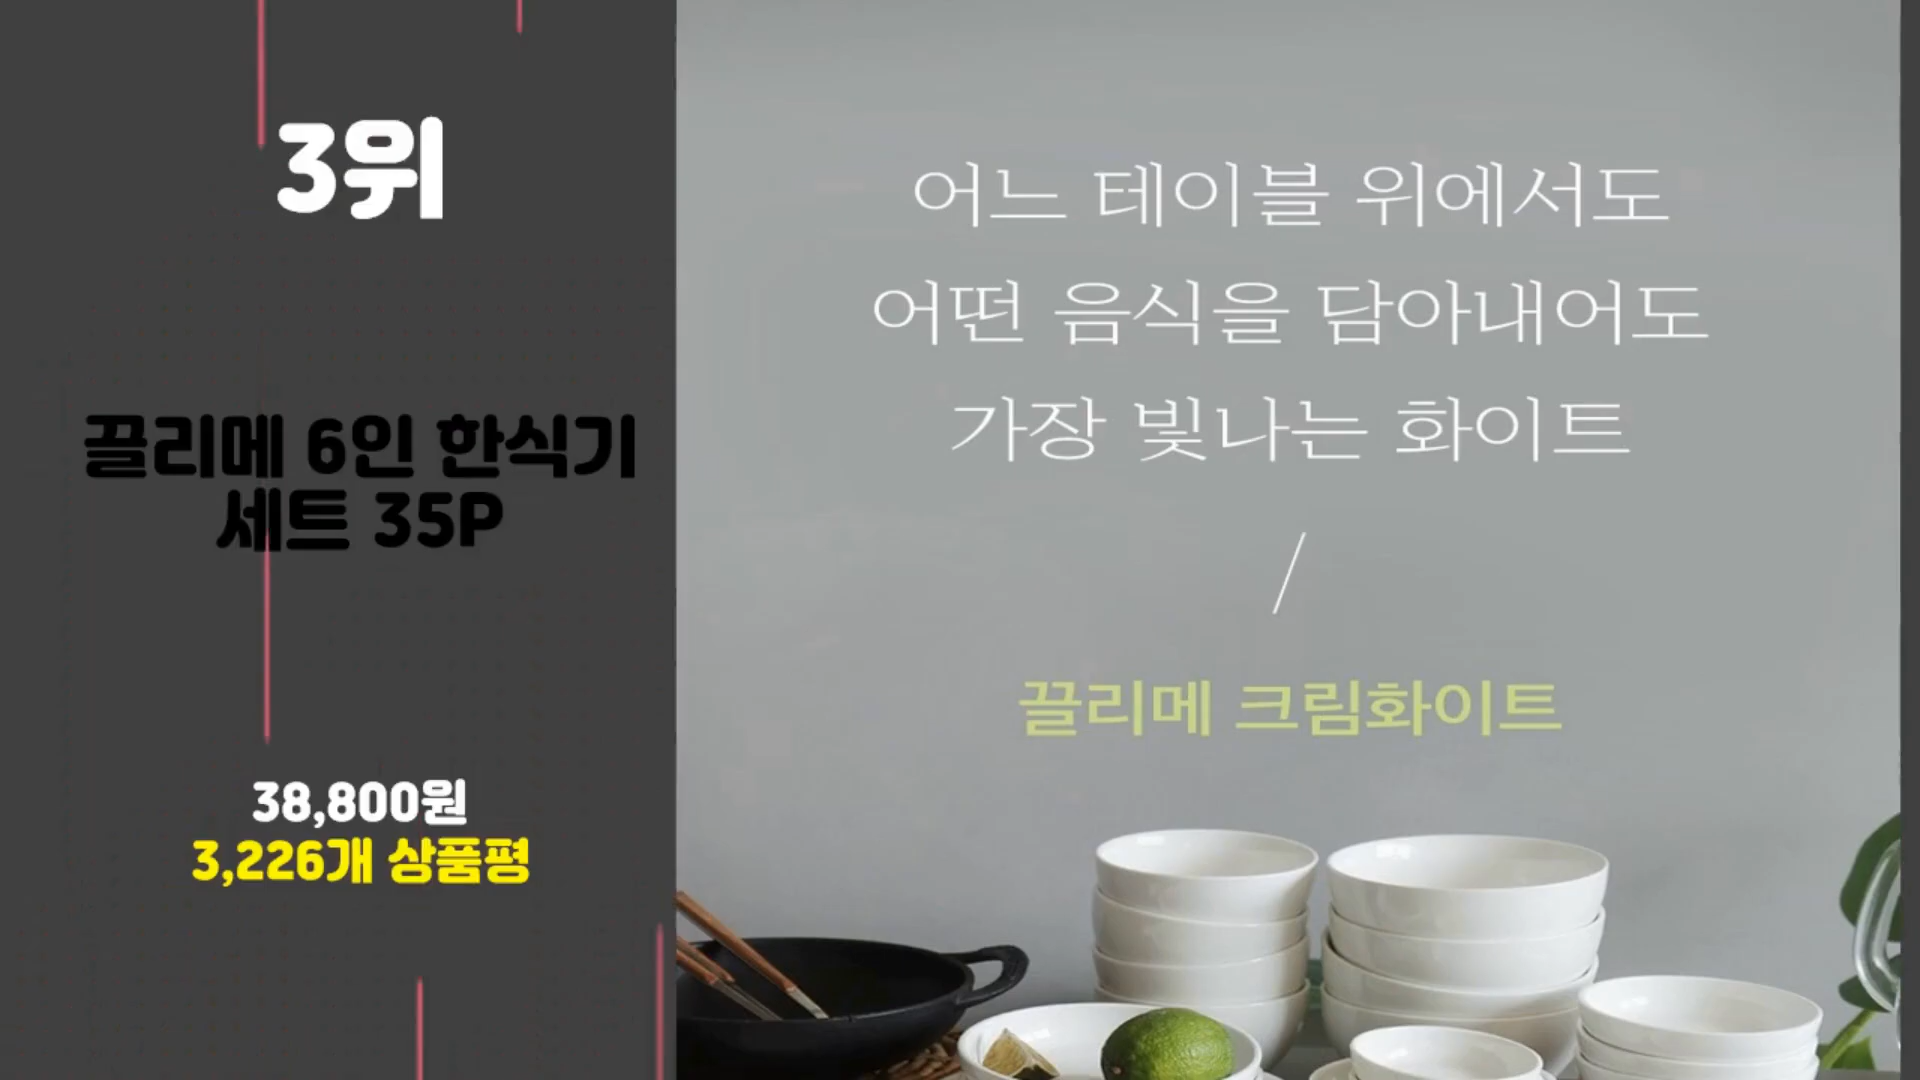 3위
끌리메 6인 한식기
세트 35P
38,800원
3,226개 상품평
어느 테이블 위에서도
어떤 음식을 담아내어도
가장 빛나는 화이트
/
끌리메 크림화이트